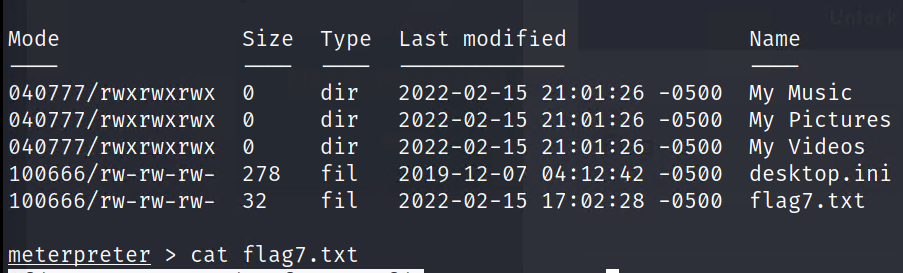 Mode Size Type Last modified Name
---- ---- ---- ------------- ----
040777/rwxrwxrwx 0 dir 2022-02-15 21:01:26 -0500 My Music
040777/rwxrwxrwx 0 dir 2022-02-15 21:01:26 -0500 My Pictures
040777/rwxrwxrwx 0 dir 2022-02-15 21:01:26 -0500 My Videos
100666/rw-rw-rw- 278 fil 2019-12-07 04:12:42 -0500 desktop.ini
100666/rw-rw-rw- 32 fil 2022-02-15 17:02:28 -0500 flag7.txt
meterpreter > cat flag7.txt